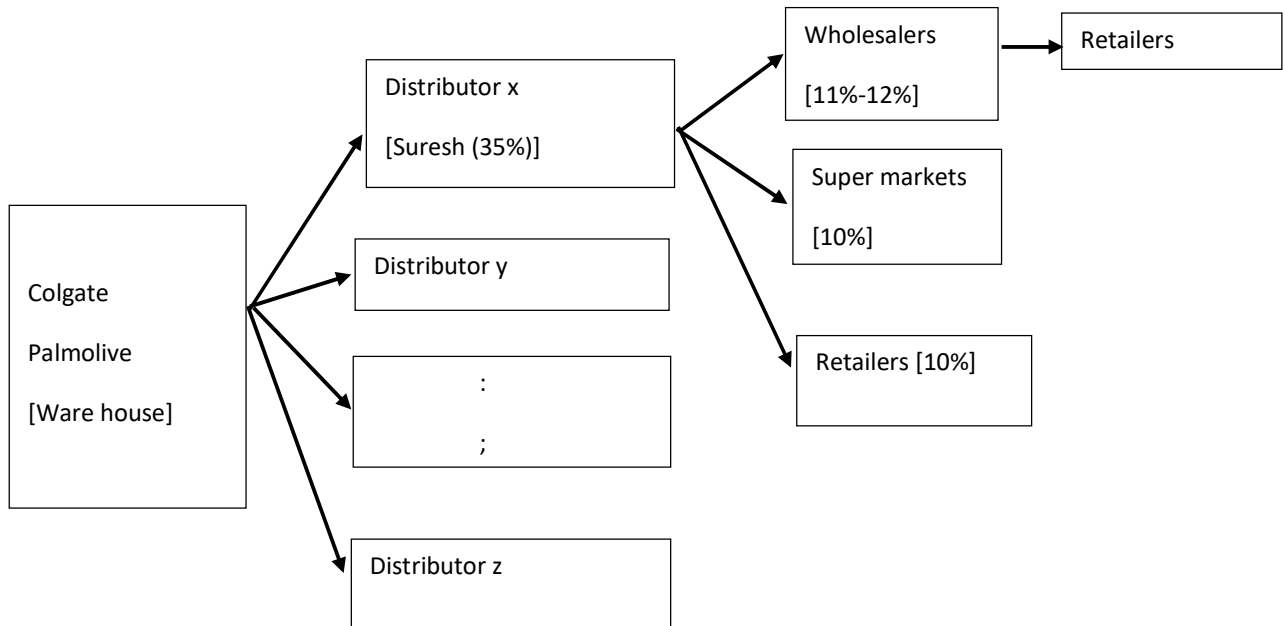 Colgate
Palmolive
[Ware house]
Distributor x
[Suresh (35%)]
Distributor y
:
;
Distributor z
Wholesalers
[11%-12%]
Super markets
[10%]
Retailers [10%]
Retailers